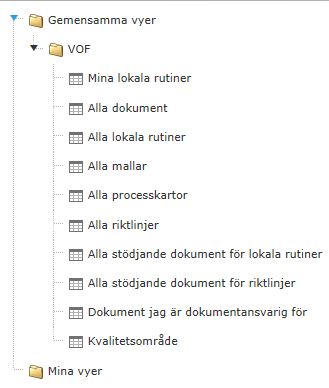 Gemensamma vyer
VOF
Mina lokala rutiner
Alla dokument
Alla lokala rutiner
Alla mallar
Alla processkartor
Alla riktlinjer
Alla stödjande dokument för lokala rutiner
Alla stödjande dokument för riktlinjer
Dokument jag är dokumentansvarig för
Kvalitetsområde
Mina vyer